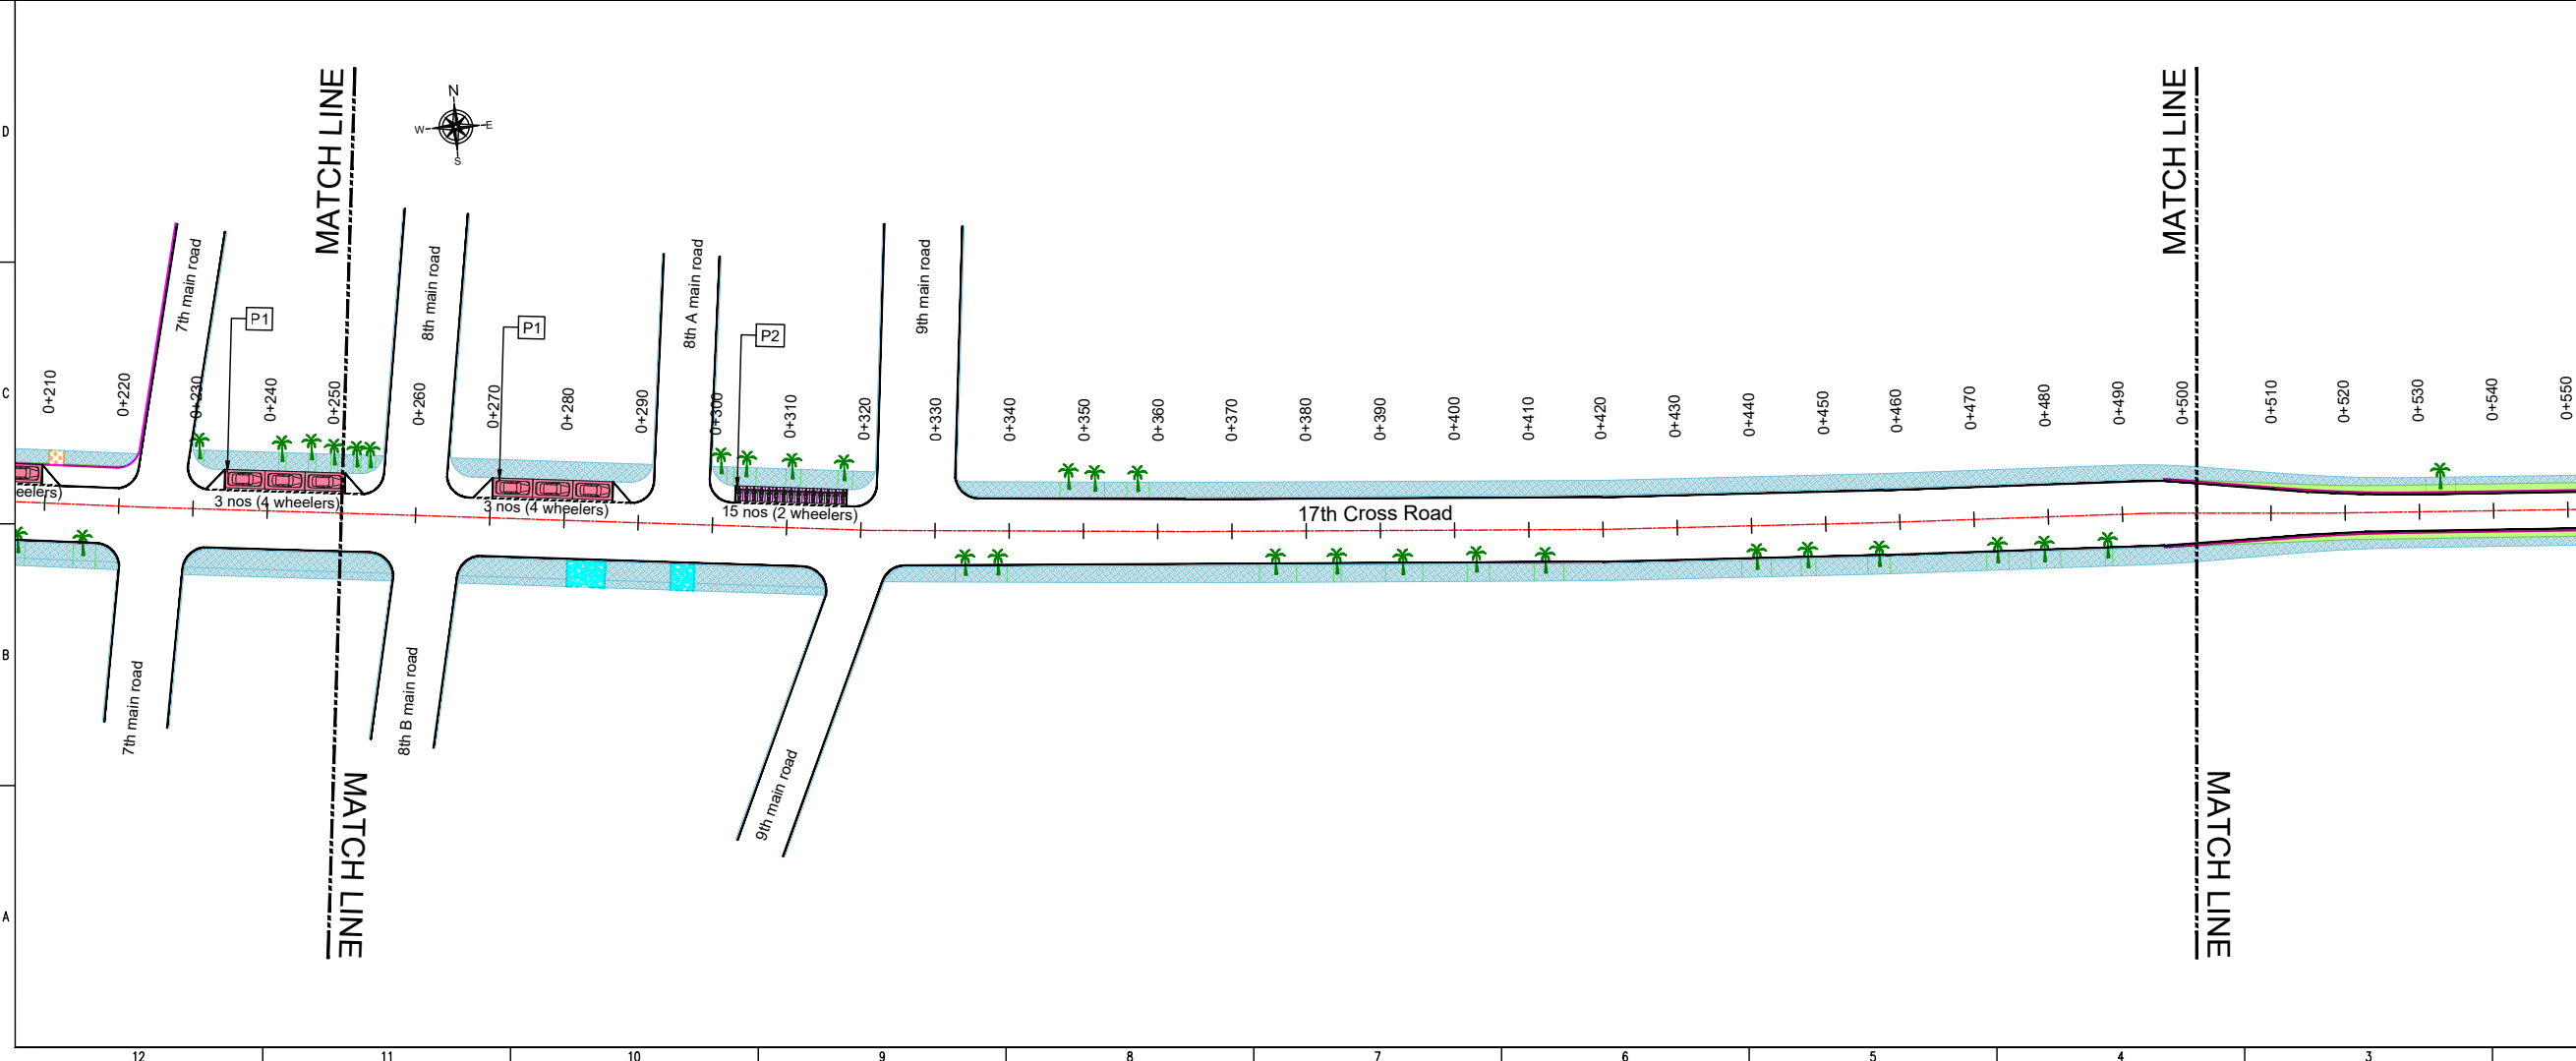 MATCH LINE
MATCH LINE
N
W
E
S
D
7th main road
8th main road
8th A main road
9th main road
P1
P1
P2
C
0+210
0+220
0+230
0+240
0+250
0+260
0+270
0+280
0+290
0+300
0+310
0+320
0+330
0+340
0+350
0+360
0+370
0+380
0+390
0+400
0+410
0+420
0+430
0+440
0+450
0+460
0+470
0+480
0+490
0+500
0+510
0+520
0+530
0+540
0+550
eelers)
3 nos (4 wheelers)
3 nos (4 wheelers)
15 nos (2 wheelers)
17th Cross Road
B
7th main road
8th B main road
9th main road
MATCH LINE
MATCH LINE
A
12
11
10
9
8
7
6
5
4
3